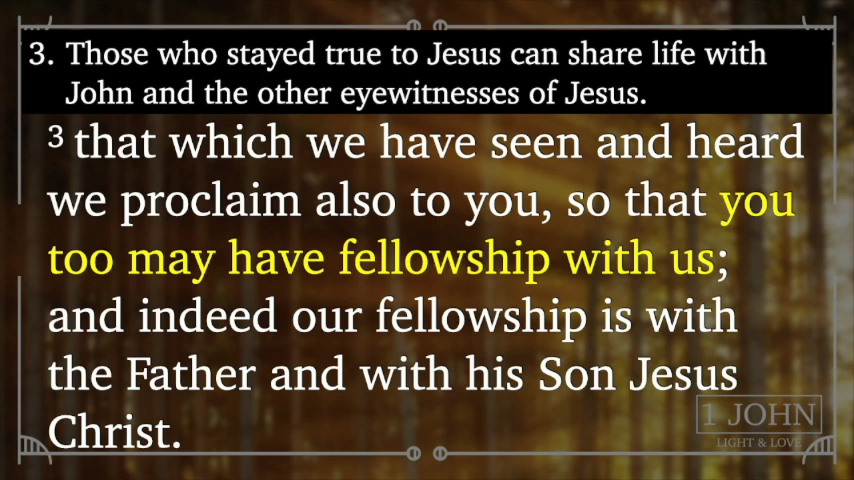 3. Those who stayed true to Jesus can share life with
John and the other eyewitnesses of Jesus.
3 that which we have seen and heard
we proclaim also to you, so that you
too may have fellowship with us;
and indeed our fellowship is with
the Father and with his Son Jesus
Christ.
1 JOHN
LIGHT & LOVE